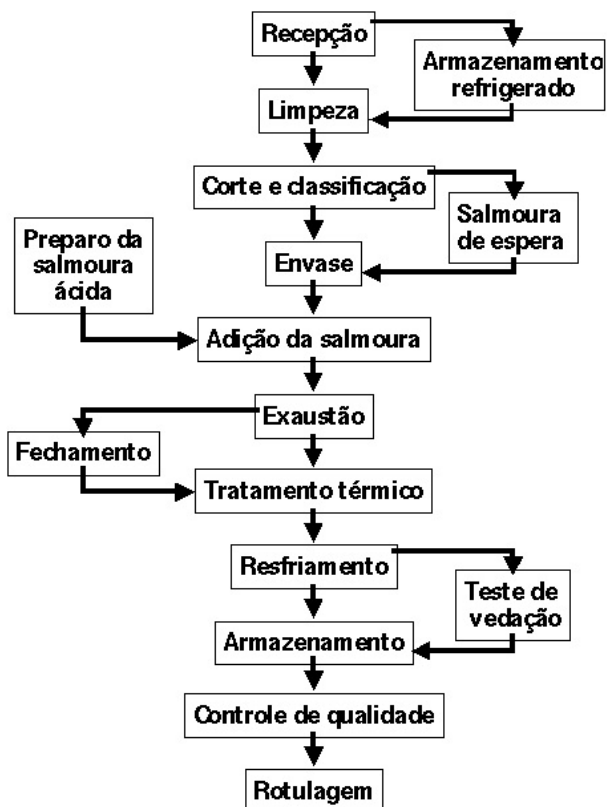 Recepção
Armazenamento
refrigerado
Limpeza
Corte e classificação
Salmoura
de espera
Preparo da
salmoura
ácida
Envase
Adição da salmoura
Exaustão
Fechamento
Tratamento térmico
Resfriamento
Teste de
vedação
Armazenamento
Controle de qualidade
Rotulagem